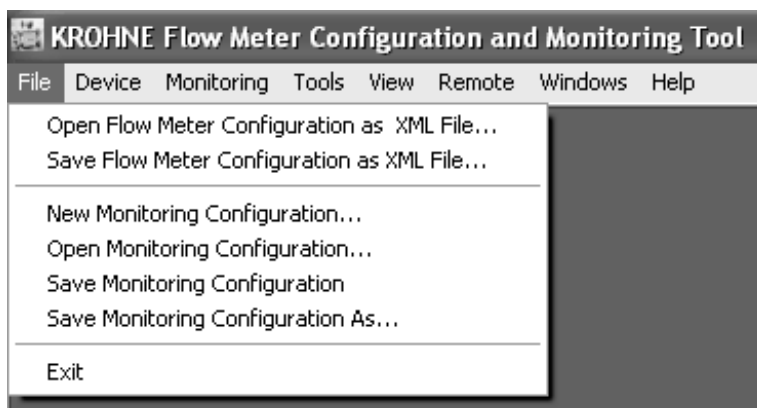 KROHNE Flow Meter Configuration and Monitoring Tool
File Device Monitoring Tools View Remote Windows Help
Open Flow Meter Configuration as XML File...
Save Flow Meter Configuration as XML File...
New Monitoring Configuration...
Open Monitoring Configuration...
Save Monitoring Configuration
Save Monitoring Configuration As...
Exit